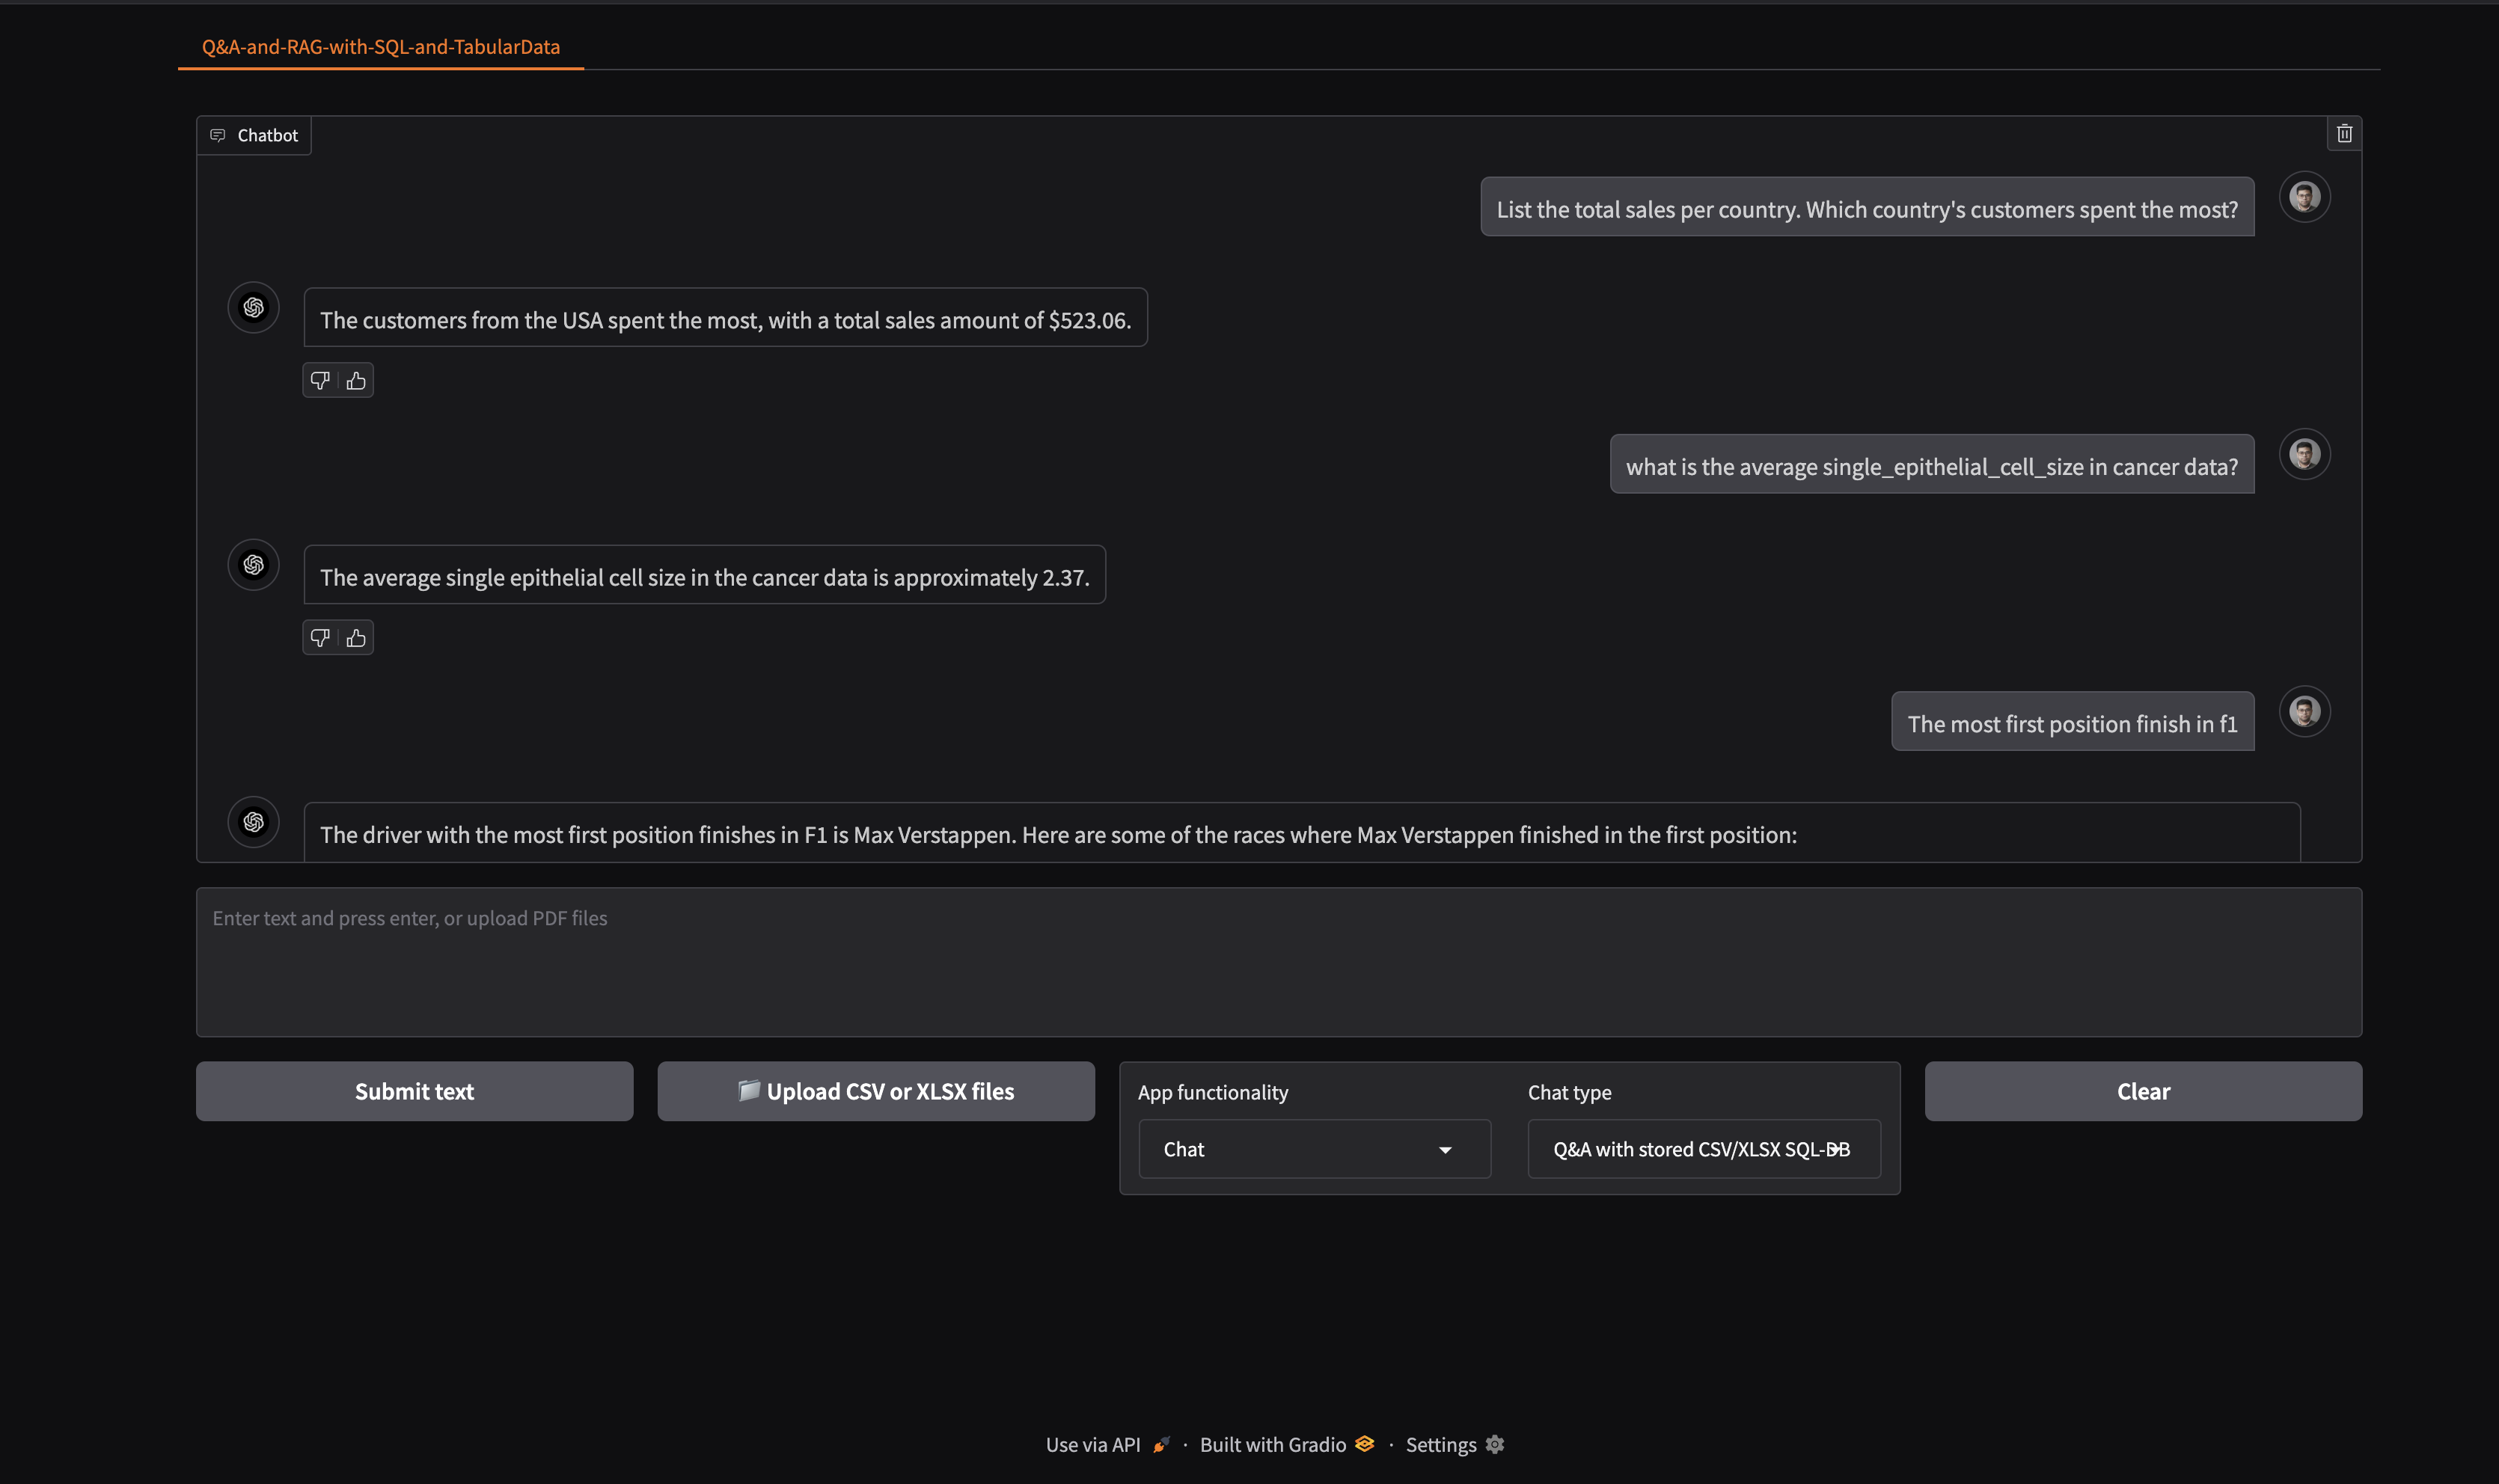 Q&A-and-RAG-with-SQL-and-TabularData
Chatbot
List the total sales per country. Which country's customers spent the most?
The customers from the USA spent the most, with a total sales amount of $523.06.
what is the average single_epithelial_cell_size in cancer data?
The average single epithelial cell size in the cancer data is approximately 2.37.
The most first position finish in f1
The driver with the most first position finishes in F1 is Max Verstappen. Here are some of the races where Max Verstappen finished in the first position:
Enter text and press enter, or upload PDF files
Submit text
Upload CSV or XLSX files
App functionality
Chat
Chat type
Q&A with stored CSV/XLSX SQL-DB
Clear
Use via API · Built with Gradio · Settings